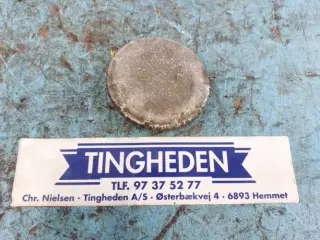 TINGHEDEN
TLF. 97 37 52 77
Chr. Nielsen - Tingheden A/S - Østerbækvej 4 - 6893 Hemmet